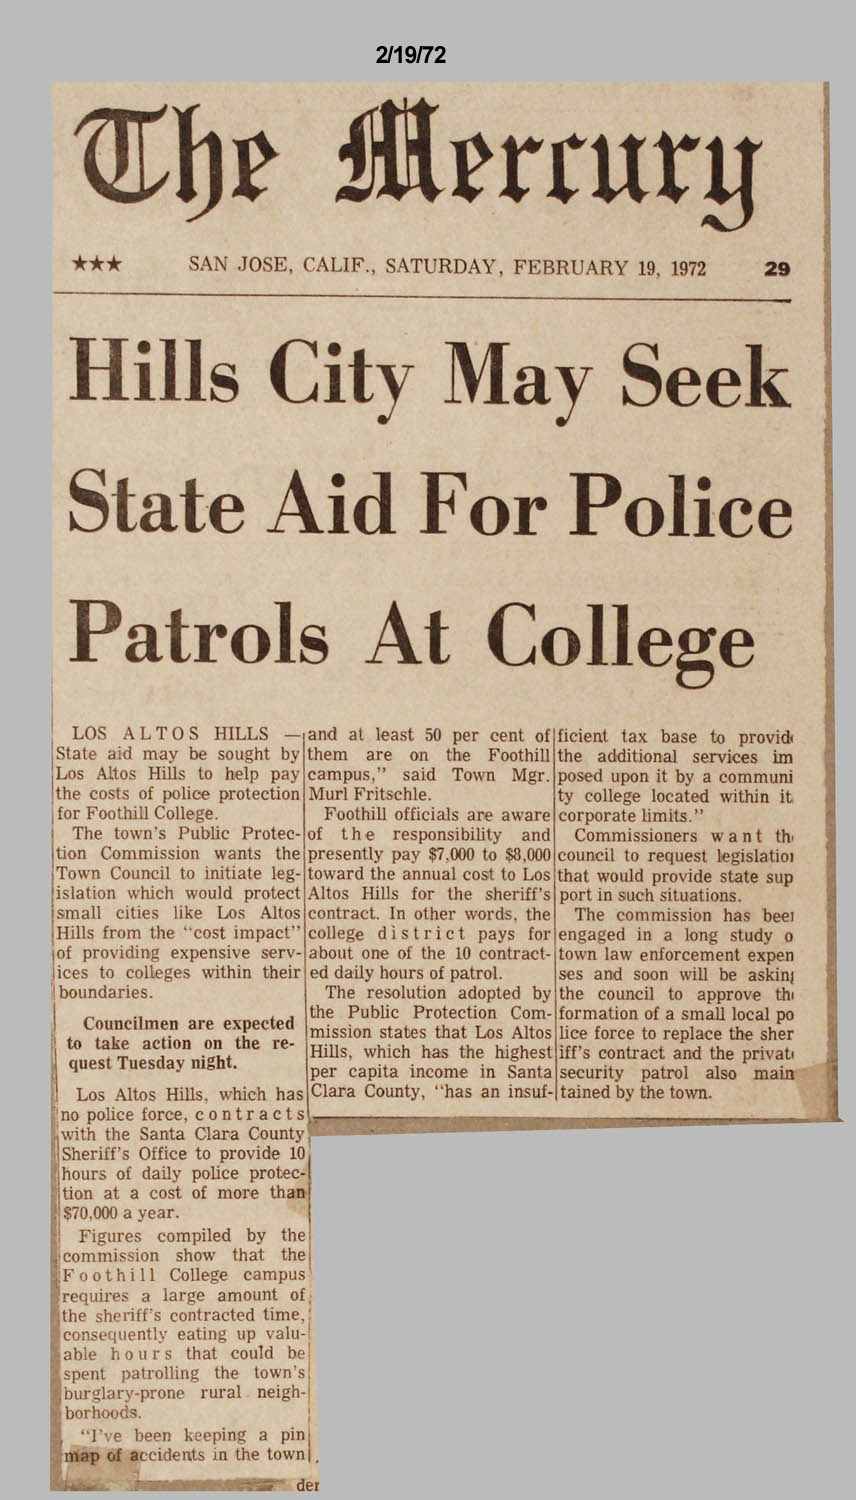 2/19/72
The Mercury
★★★ SAN JOSE, CALIF., SATURDAY, FEBRUARY 19, 1972 29
Hills City May Seek
State Aid For Police
Patrols At College
LOS ALTOS HILLS —
State aid may be sought by
Los Altos Hills to help pay
the costs of police protection
for Foothill College.
The town's Public Protec-
tion Commission wants the
Town Council to initiate leg-
islation which would protect
small cities like Los Altos
Hills from the "cost impact"
of providing expensive serv-
ices to colleges within their
boundaries.
Councilmen are expected
to take action on the re-
quest Tuesday night.
Los Altos Hills, which has
no police force, contracts
with the Santa Clara County
Sheriff's Office to provide 10
hours of daily police protec-
tion at a cost of more than
$70,000 a year.
Figures compiled by the
commission show that the
Foothill College campus
requires a large amount of
the sheriff's contracted time,
consequently eating up valu-
able hours that could be
spent patrolling the town's
burglary-prone rural neigh-
borhoods.
"I've been keeping a pin
map of accidents in the town
der
and at least 50 per cent of
them are on the Foothill
campus," said Town Mgr.
Murl Fritschle.
Foothill officials are aware
of the responsibility and
presently pay $7,000 to $8,000
toward the annual cost to Los
Altos Hills for the sheriff's
contract. In other words, the
college district pays for
about one of the 10 contract-
ed daily hours of patrol.
The resolution adopted by
the Public Protection Com-
mission states that Los Altos
Hills, which has the highest
per capita income in Santa
Clara County, "has an insuf-
ficient tax base to provid
the additional services im
posed upon it by a communi
ty college located within it
corporate limits."
Commissioners want th
council to request legislatio
that would provide state sup
port in such situations.
The commission has bee
engaged in a long study o
town law enforcement expen
ses and soon will be askin
the council to approve th
formation of a small local po
lice force to replace the sher
iff's contract and the privat
security patrol also main
tained by the town.